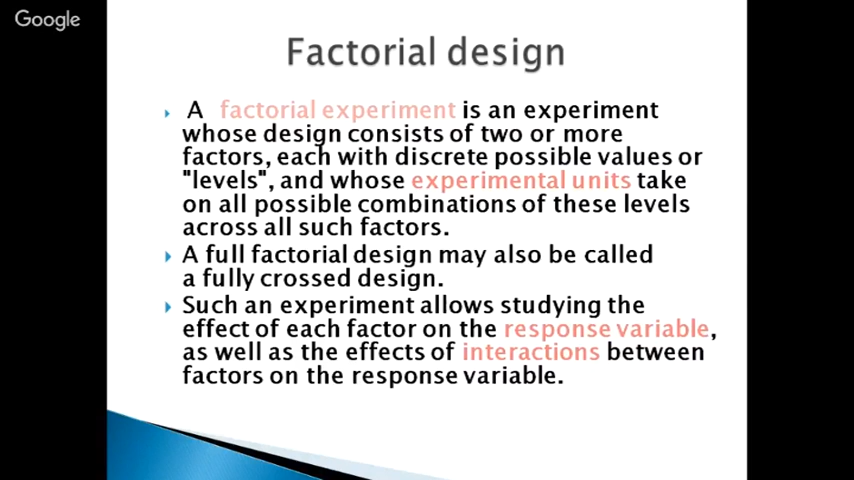 Google
Factorial design
A factorial experiment is an experiment
whose design consists of two or more
factors, each with discrete possible values or
"levels", and whose experimental units take
on all possible combinations of these levels
across all such factors.
A full factorial design may also be called
a fully crossed design.
Such an experiment allows studying the
effect of each factor on the response variable,
as well as the effects of interactions between
factors on the response variable.